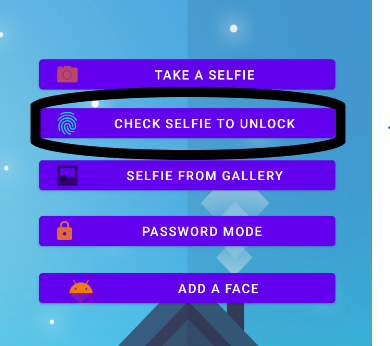 TAKE A SELFIE
CHECK SELFIE TO UNLOCK
SELFIE FROM GALLERY
PASSWORD MODE
ADD A FACE